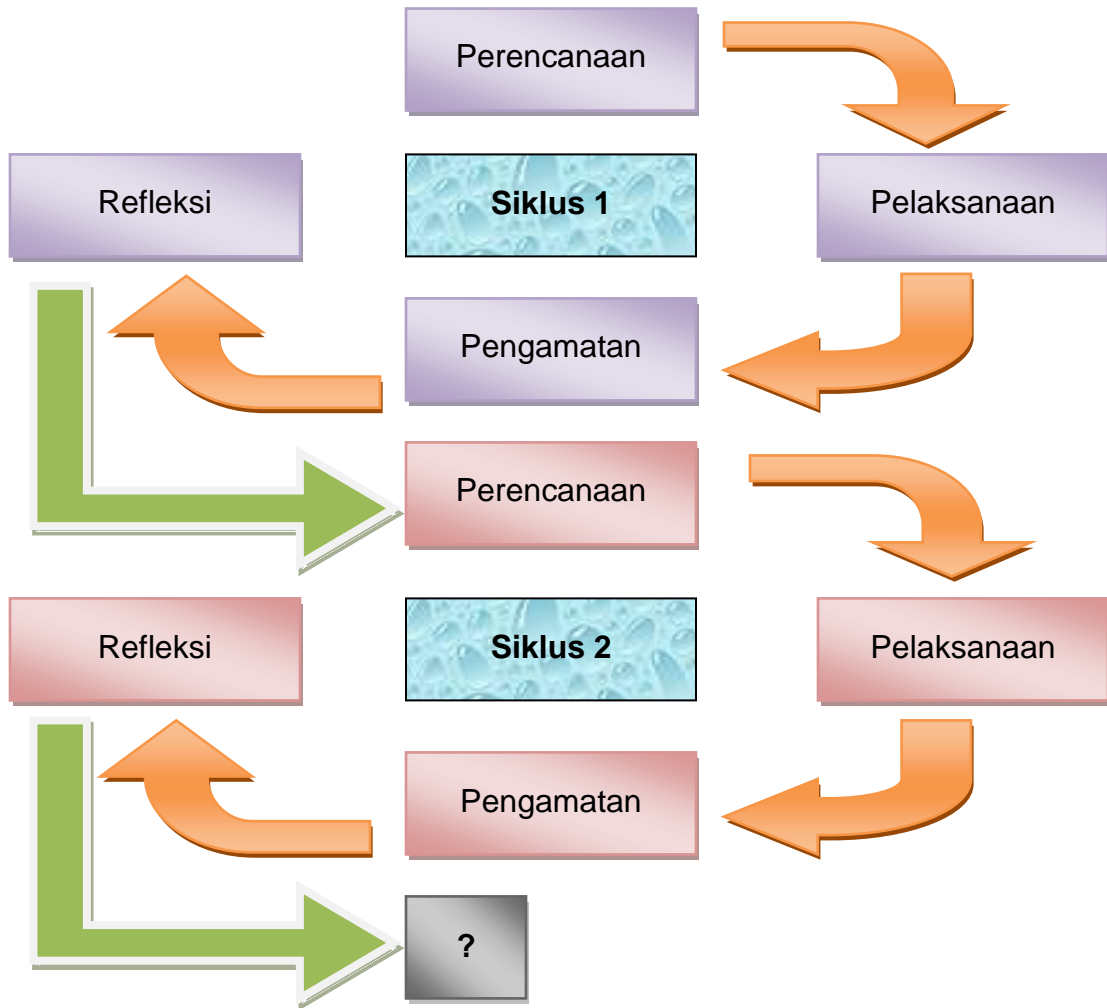 Perencanaan
Refleksi
Siklus 1
Pelaksanaan
Pengamatan
Perencanaan
Refleksi
Siklus 2
Pelaksanaan
Pengamatan
?